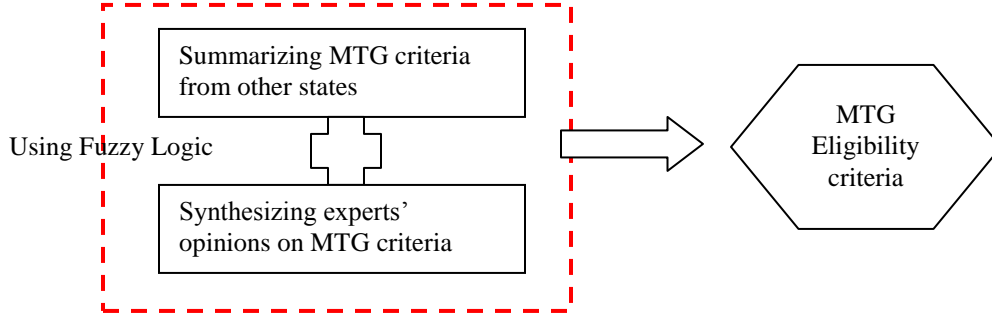 Summarizing MTG criteria
from other states
Using Fuzzy Logic
Synthesizing experts’
opinions on MTG criteria
MTG
Eligibility
criteria